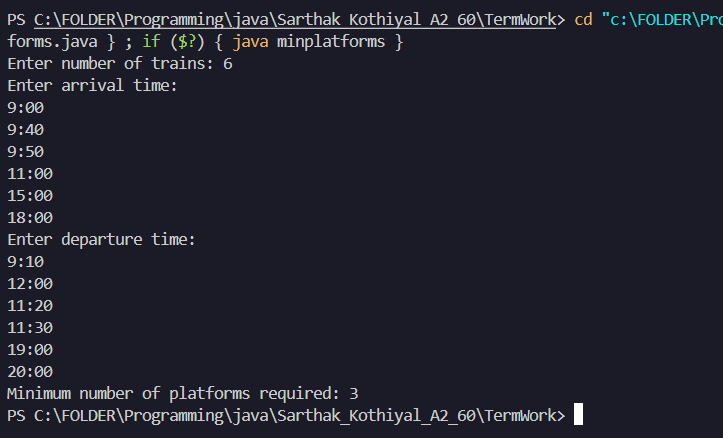 PS C:\FOLDER\Programming\java\Sarthak_Kothiyal_A2_60\TermWork> cd "c:\FOLDER\Pro
forms.java } ; if ($?) { java minplatforms }
Enter number of trains: 6
Enter arrival time:
9:00
9:40
9:50
11:00
15:00
18:00
Enter departure time:
9:10
12:00
11:20
11:30
19:00
20:00
Minimum number of platforms required: 3
PS C:\FOLDER\Programming\java\Sarthak_Kothiyal_A2_60\TermWork>